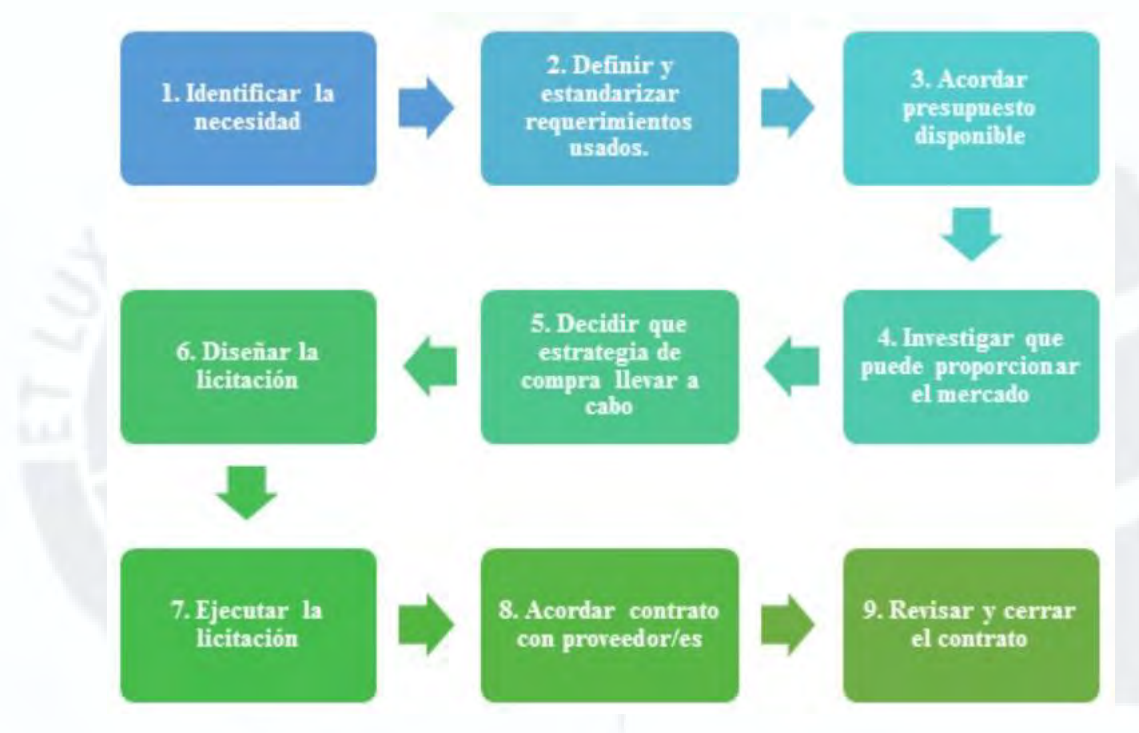 1. Identificar la
necesidad
2. Definir y
estandarizar
requerimientos
usados.
3. Acordar
presupuesto
disponible
4. Investigar que
puede proporcionar
el mercado
5. Decidir que
estrategia de
compra llevar a
cabo
6. Diseñar la
licitación
7. Ejecutar la
licitación
8. Acordar contrato
con proveedor/es
9. Revisar y cerrar
el contrato
ET LUX